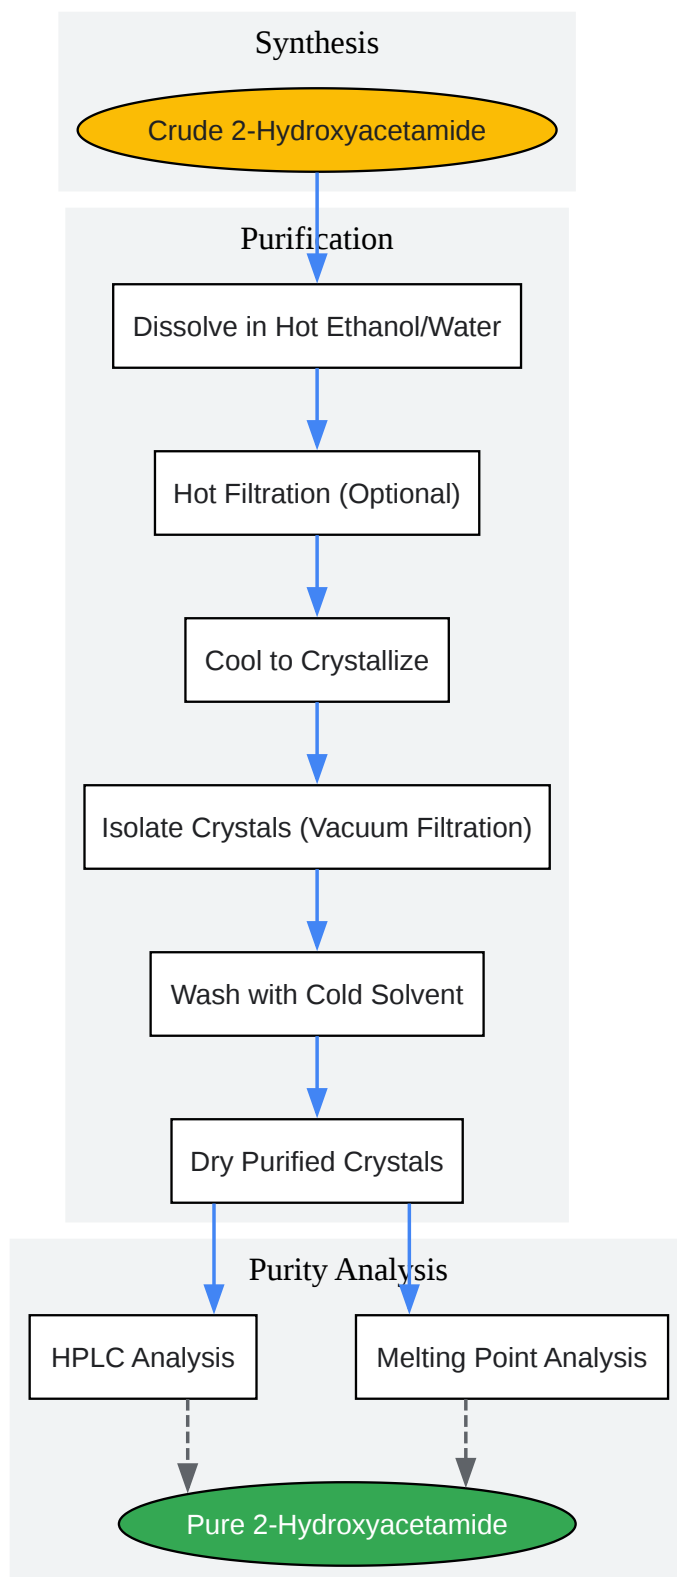 Synthesis
Crude 2-Hydroxyacetamide
Purification
Dissolve in Hot Ethanol/Water
Hot Filtration (Optional)
Cool to Crystallize
Isolate Crystals (Vacuum Filtration)
Wash with Cold Solvent
Dry Purified Crystals
Purity Analysis
HPLC Analysis
Melting Point Analysis
Pure 2-Hydroxyacetamide